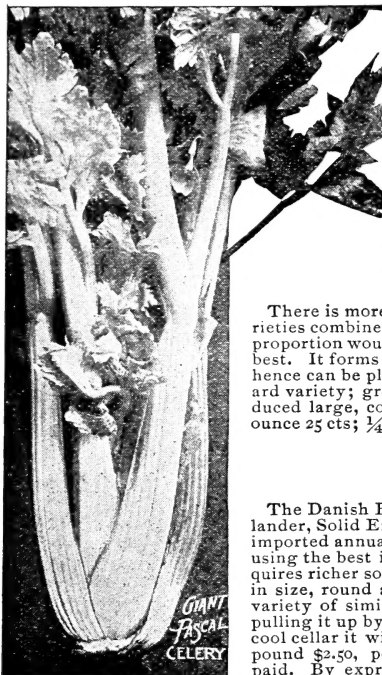 GIANT
PASCAL
CELERY
There is more
rieties combine
proportion wou
best. It forms
hence can be pl
ard variety; gr
duced large, co
ounce 25 cts; ¼
The Danish
lander, Solid E
imported annua
using the best i
quires richer so
in size, round
variety of simi
pulling it up by
cool cellar it wi
pound $2.50, p
paid. By expr